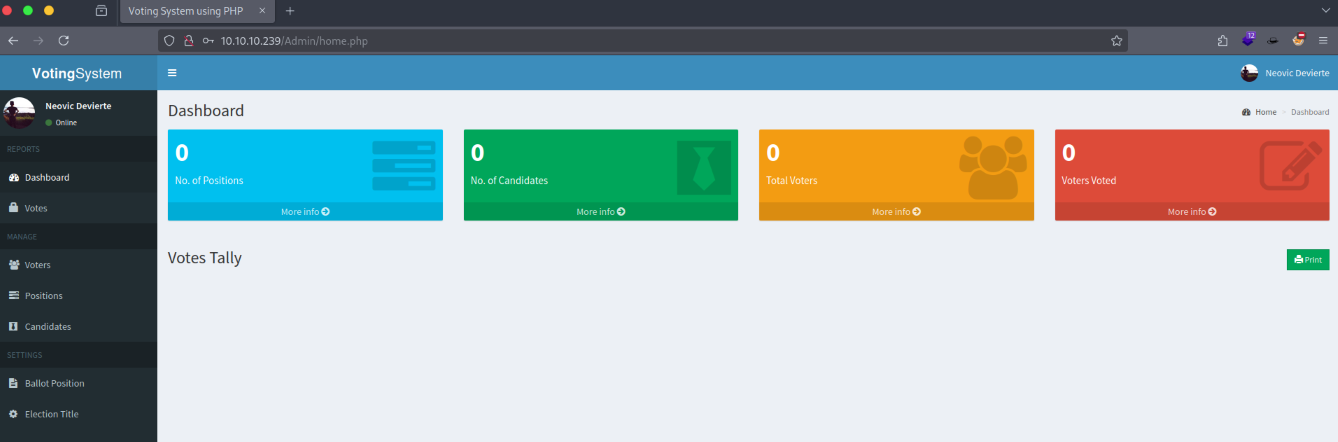 Voting System using PHP
10.10.10.239/Admin/home.php
12
VotingSystem
Neovic Devierte
Neovic Devierte
Online
REPORTS
Dashboard
Votes
MANAGE
Voters
Positions
Candidates
SETTINGS
Ballot Position
Election Title
Dashboard
Home > Dashboard
0
No. of Positions
More info
0
No. of Candidates
More info
0
Total Voters
More info
0
Voters Voted
More info
Votes Tally
Print